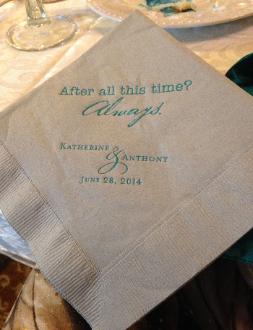 After all this time?
Always.
Katherine
& Anthony
June 28, 2014